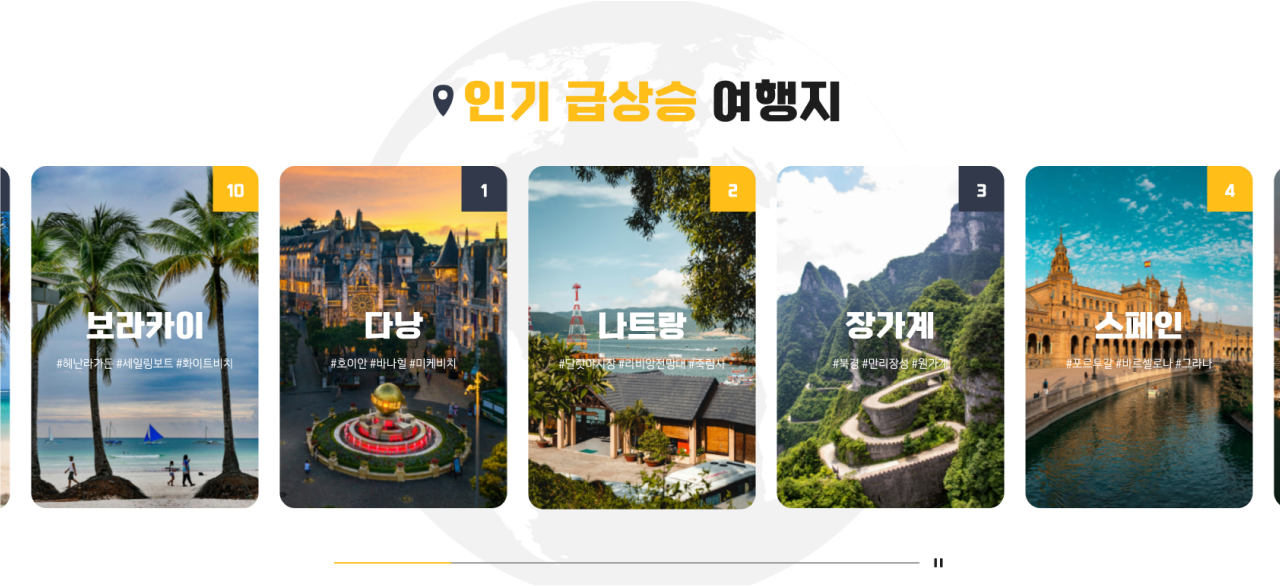 인기 급상승 여행지
10
보라카이
#헤난라가든 #세일링보트 #화이트비치
1
다낭
#호이안 #바나힐 #미케비치
2
나트랑
#달랏야시장 #라비앙전망대 #죽림사
3
장가계
#북경 #만리장성 #원가계
4
스페인
#포르투갈 #바르셀로나 #그라나